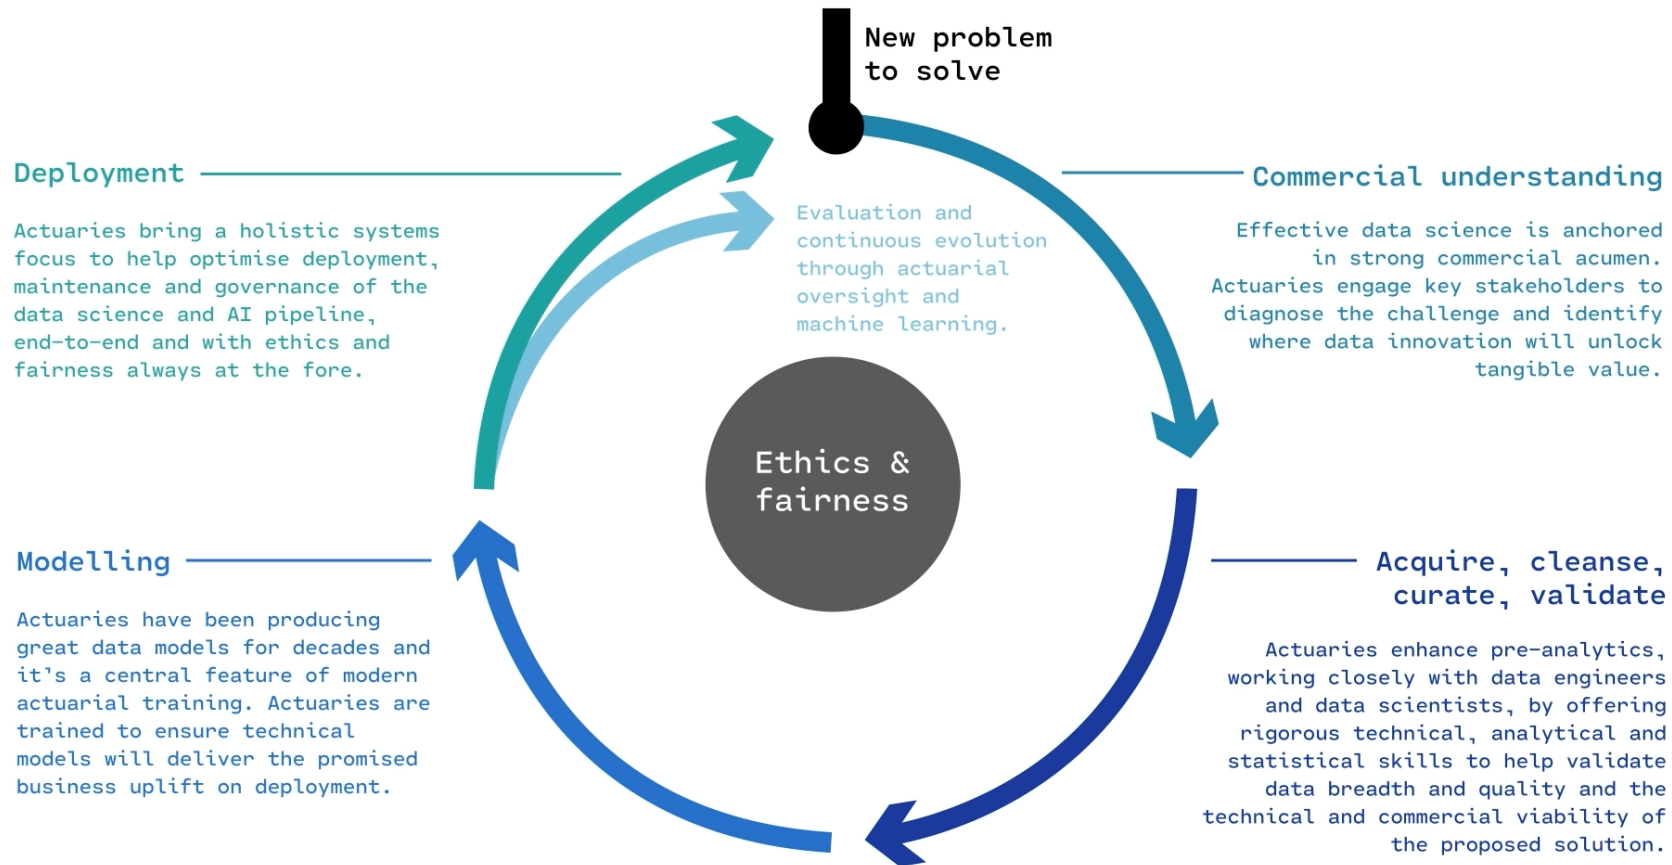 New problem
to solve
Commercial understanding
Effective data science is anchored
in strong commercial acumen.
Actuaries engage key stakeholders to
diagnose the challenge and identify
where data innovation will unlock
tangible value.
Acquire, cleanse,
curate, validate
Actuaries enhance pre-analytics,
working closely with data engineers
and data scientists, by offering
rigorous technical, analytical and
statistical skills to help validate
data breadth and quality and the
technical and commercial viability of
the proposed solution.
Modelling
Actuaries have been producing
great data models for decades and
it's a central feature of modern
actuarial training. Actuaries are
trained to ensure technical
models will deliver the promised
business uplift on deployment.
Deployment
Actuaries bring a holistic systems
focus to help optimise deployment,
maintenance and governance of the
data science and AI pipeline,
end-to-end and with ethics and
fairness always at the fore.
Evaluation and
continuous evolution
through actuarial
oversight and
machine learning.
Ethics &
fairness